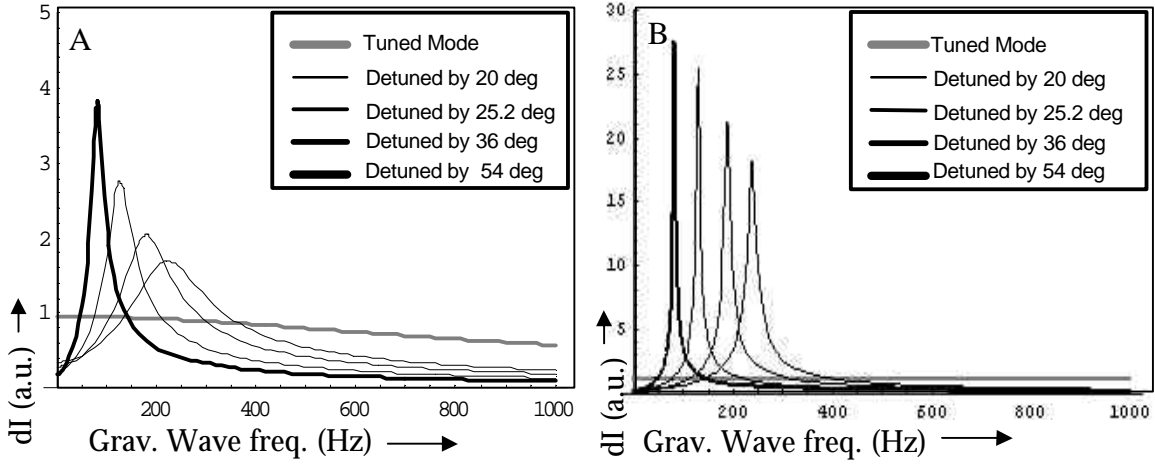 A
5
4
3
2
1
Tuned Mode
Detuned by 20 deg
Detuned by 25.2 deg
Detuned by 36 deg
Detuned by 54 deg
dI (a.u.)
200 400 600 800 1000
Grav. Wave freq. (Hz)
B
30
25
20
15
10
5
Tuned Mode
Detuned by 20 deg
Detuned by 25.2 deg
Detuned by 36 deg
Detuned by 54 deg
dI (a.u.)
200 400 600 800 1000
Grav. Wave freq. (Hz)